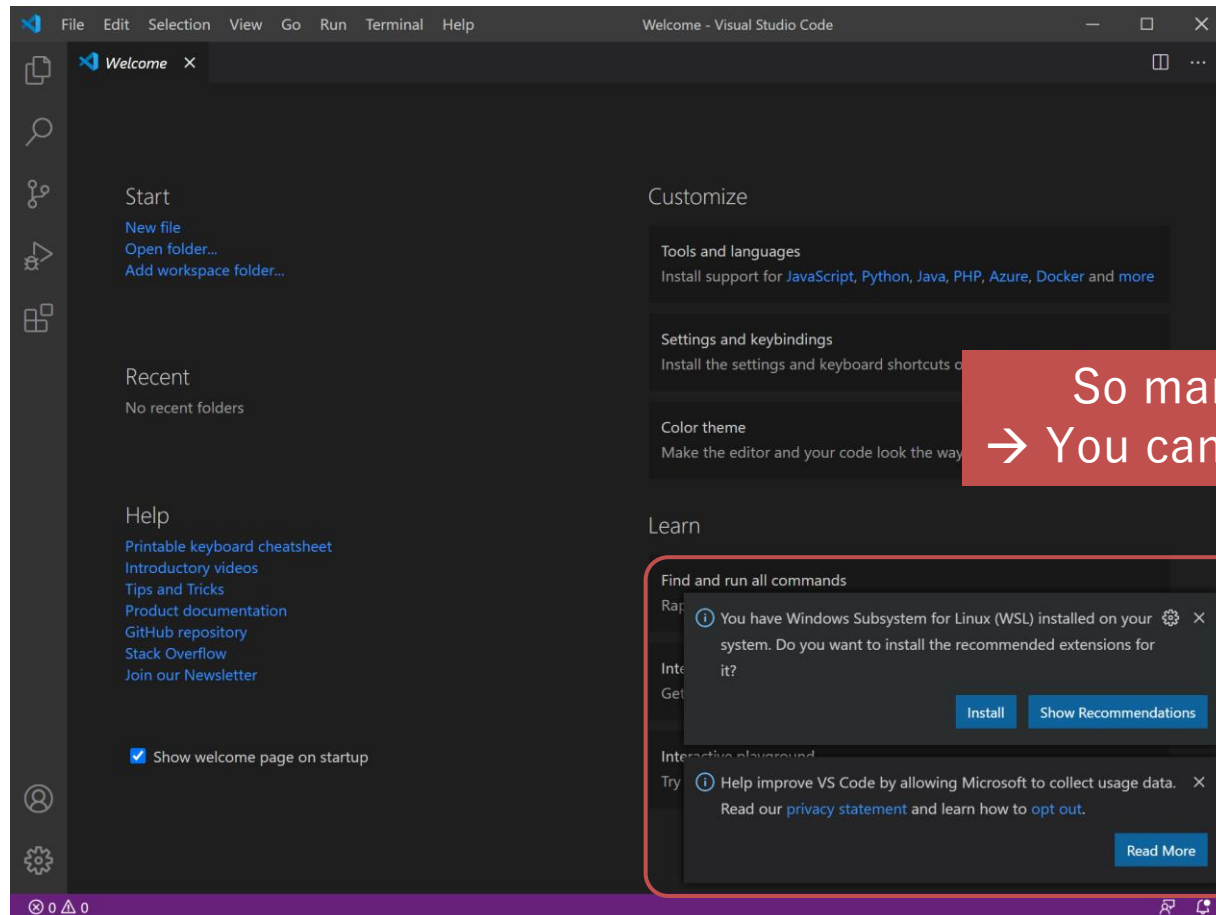 File Edit Selection View Go Run Terminal Help
Welcome - Visual Studio Code
Welcome
Start
New file
Open folder...
Add workspace folder...
Recent
No recent folders
Help
Printable keyboard cheatsheet
Introductory videos
Tips and Tricks
Product documentation
GitHub repository
Stack Overflow
Join our Newsletter
Show welcome page on startup
Customize
Tools and languages
Install support for JavaScript, Python, Java, PHP, Azure, Docker and more
Settings and keybindings
Install the settings and keyboard shortcuts
Color theme
Make the editor and your code look the way
So
→ You can
Learn
Find and run all commands
You have Windows Subsystem for Linux (WSL) installed on your
system. Do you want to install the recommended extensions for
it?
Install Show Recommendations
Interactive playground
Try
Help improve VS Code by allowing Microsoft to collect usage data.
Read our privacy statement and learn how to opt out.
Read More
0 0